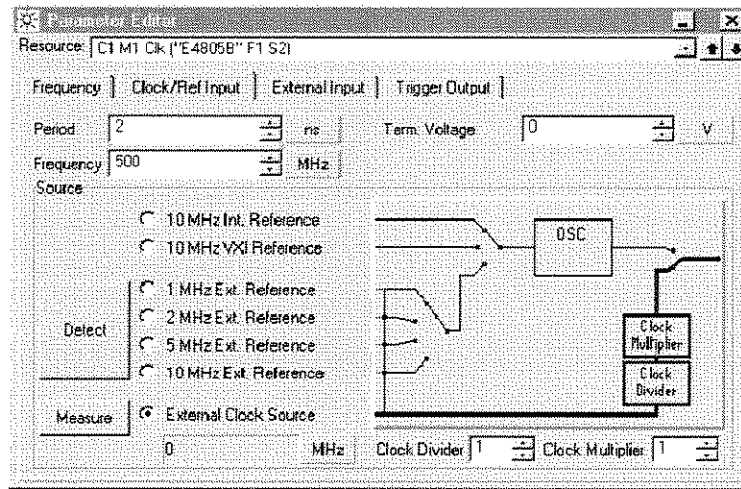 Parameter Editor
Resource: C1 M1 Clk ("E4805B" F1 S2)
Frequency Clock/Ref Input External Input Trigger Output
Period 2 ns Term. Voltage 0 V
Frequency 500 MHz
Source
10 MHz Int. Reference
10 MHz VXI Reference
OSC
1 MHz Ext. Reference
2 MHz Ext. Reference
Detect
5 MHz Ext. Reference
10 MHz Ext. Reference
Clock
Multiplier
Clock
Divider
Measure External Clock Source
0 MHz Clock Divider 1 Clock Multiplier 1